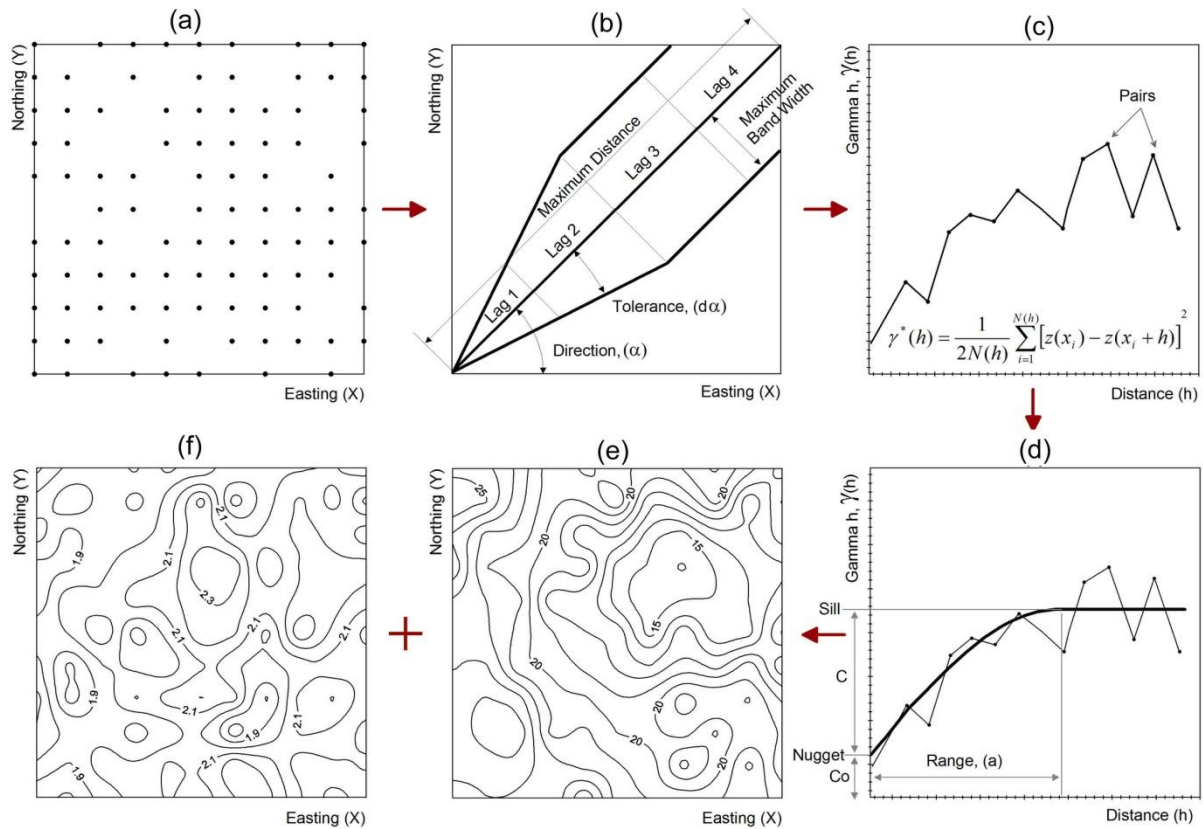 (a)
Northing (Y)
Easting (X)
(b)
Northing (Y)
Lag 1
Lag 2
Lag 3
Lag 4
Maximum Distance
Maximum
Band Width
Tolerance, (dα)
Direction, (α)
Easting (X)
(c)
Gamma h, γ(h)
Pairs
γ*(h) = 1/2N(h) ∑_{i=1}^{N(h)} [z(x_i) − z(x_i + h)]^2
Distance (h)
(f)
Northing (Y)
2.1
2.1
1.9
1.9
2.3
2.1
2.1
1.9
2.1
1.9
2.1
2.1
Easting (X)
(e)
Northing (Y)
25
20
20
20
15
15
20
20
20
20
20
Easting (X)
(d)
Gamma h, γ(h)
Sill
C
Nugget
Co
Range, (a)
Distance (h)